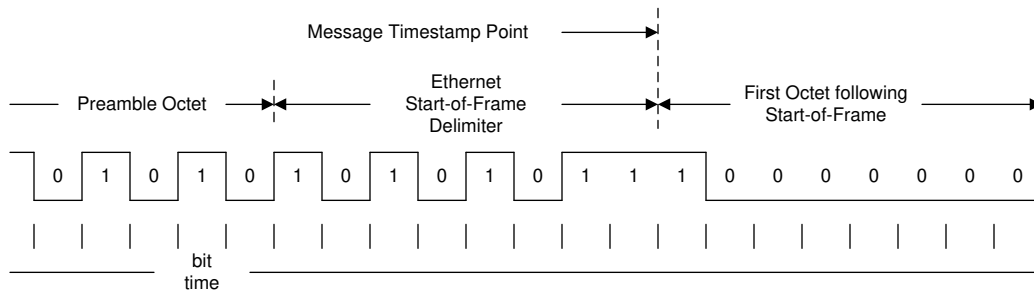 Message Timestamp Point
Preamble Octet
Ethernet
Start-of-Frame
Delimiter
First Octet following
Start-of-Frame
0 1 0 1 0 1 0 1 0 1 0 1 1 1 0 0 0 0 0 0 0
bit
time